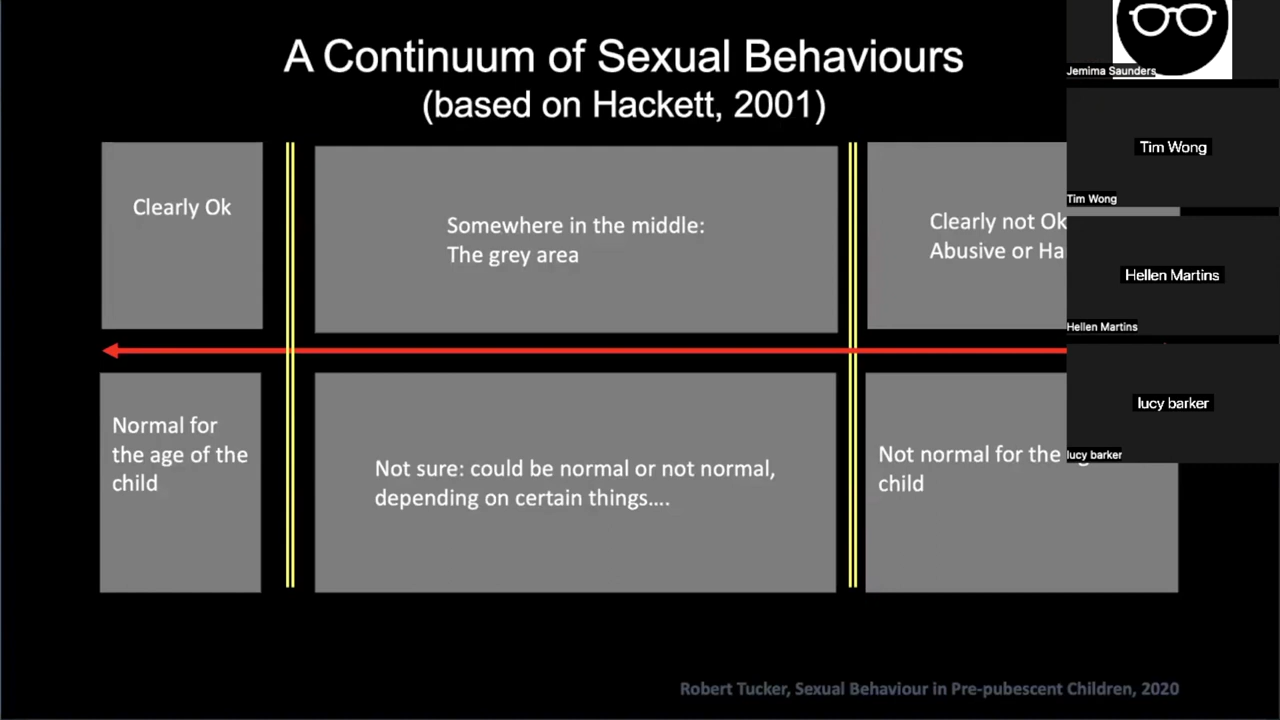 A Continuum of Sexual Behaviours
(based on Hackett, 2001)
Clearly Ok
Somewhere in the middle:
The grey area
Clearly not Ok
Abusive or
Normal for
the age of the
child
Not sure: could be normal or not normal,
depending on certain things....
Not normal for the
child
Robert Tucker, Sexual Behaviour in Pre-pubescent Children, 2020
Jemima Saunders
Tim Wong
Tim Wong
Hellen Martins
Hellen Martins
lucy barker
lucy barker